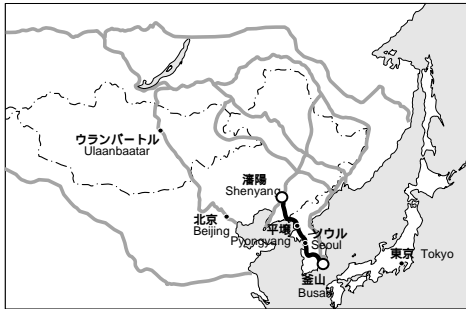 ウランバートル
Ulaanbaatar
瀋陽
Shenyang
北京
Beijing
平壌
Pyongyang
ソウル
Seoul
東京 Tokyo
釜山
Busan